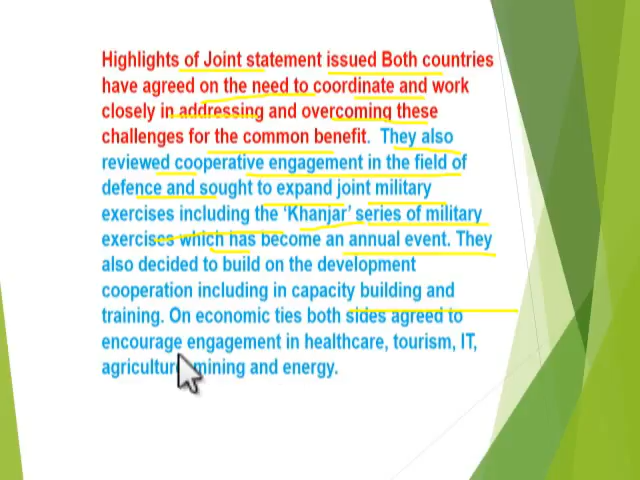 Highlights of Joint statement issued Both countries
have agreed on the need to coordinate and work
closely in addressing and overcoming these
challenges for the common benefit.  They also
reviewed cooperative engagement in the field of
defence and sought to expand joint military
exercises including the ‘Khanjar’ series of military
exercises which has become an annual event. They
also decided to build on the development
cooperation including in capacity building and
training. On economic ties both sides agreed to
encourage engagement in healthcare, tourism, IT,
agriculture mining and energy.